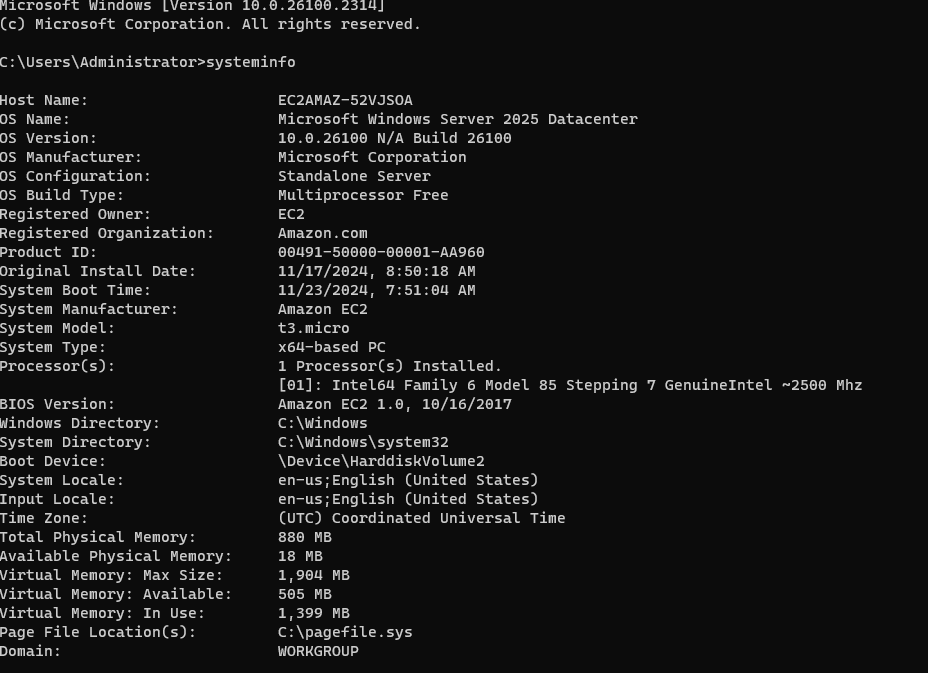 Microsoft Windows [Version 10.0.26100.2314]
(c) Microsoft Corporation. All rights reserved.
C:\Users\Administrator>systeminfo
Host Name: EC2AMAZ-52VJSOA
OS Name: Microsoft Windows Server 2025 Datacenter
OS Version: 10.0.26100 N/A Build 26100
OS Manufacturer: Microsoft Corporation
OS Configuration: Standalone Server
OS Build Type: Multiprocessor Free
Registered Owner: EC2
Registered Organization: Amazon.com
Product ID: 00491-50000-00001-AA960
Original Install Date: 11/17/2024, 8:50:18 AM
System Boot Time: 11/23/2024, 7:51:04 AM
System Manufacturer: Amazon EC2
System Model: t3.micro
System Type: x64-based PC
Processor(s): 1 Processor(s) Installed.
[01]: Intel64 Family 6 Model 85 Stepping 7 GenuineIntel ~2500 Mhz
BIOS Version: Amazon EC2 1.0, 10/16/2017
Windows Directory: C:\Windows
System Directory: C:\Windows\system32
Boot Device: \Device\HarddiskVolume2
System Locale: en-us;English (United States)
Input Locale: en-us;English (United States)
Time Zone: (UTC) Coordinated Universal Time
Total Physical Memory: 880 MB
Available Physical Memory: 18 MB
Virtual Memory: Max Size: 1,904 MB
Virtual Memory: Available: 505 MB
Virtual Memory: In Use: 1,399 MB
Page File Location(s): C:\pagefile.sys
Domain: WORKGROUP